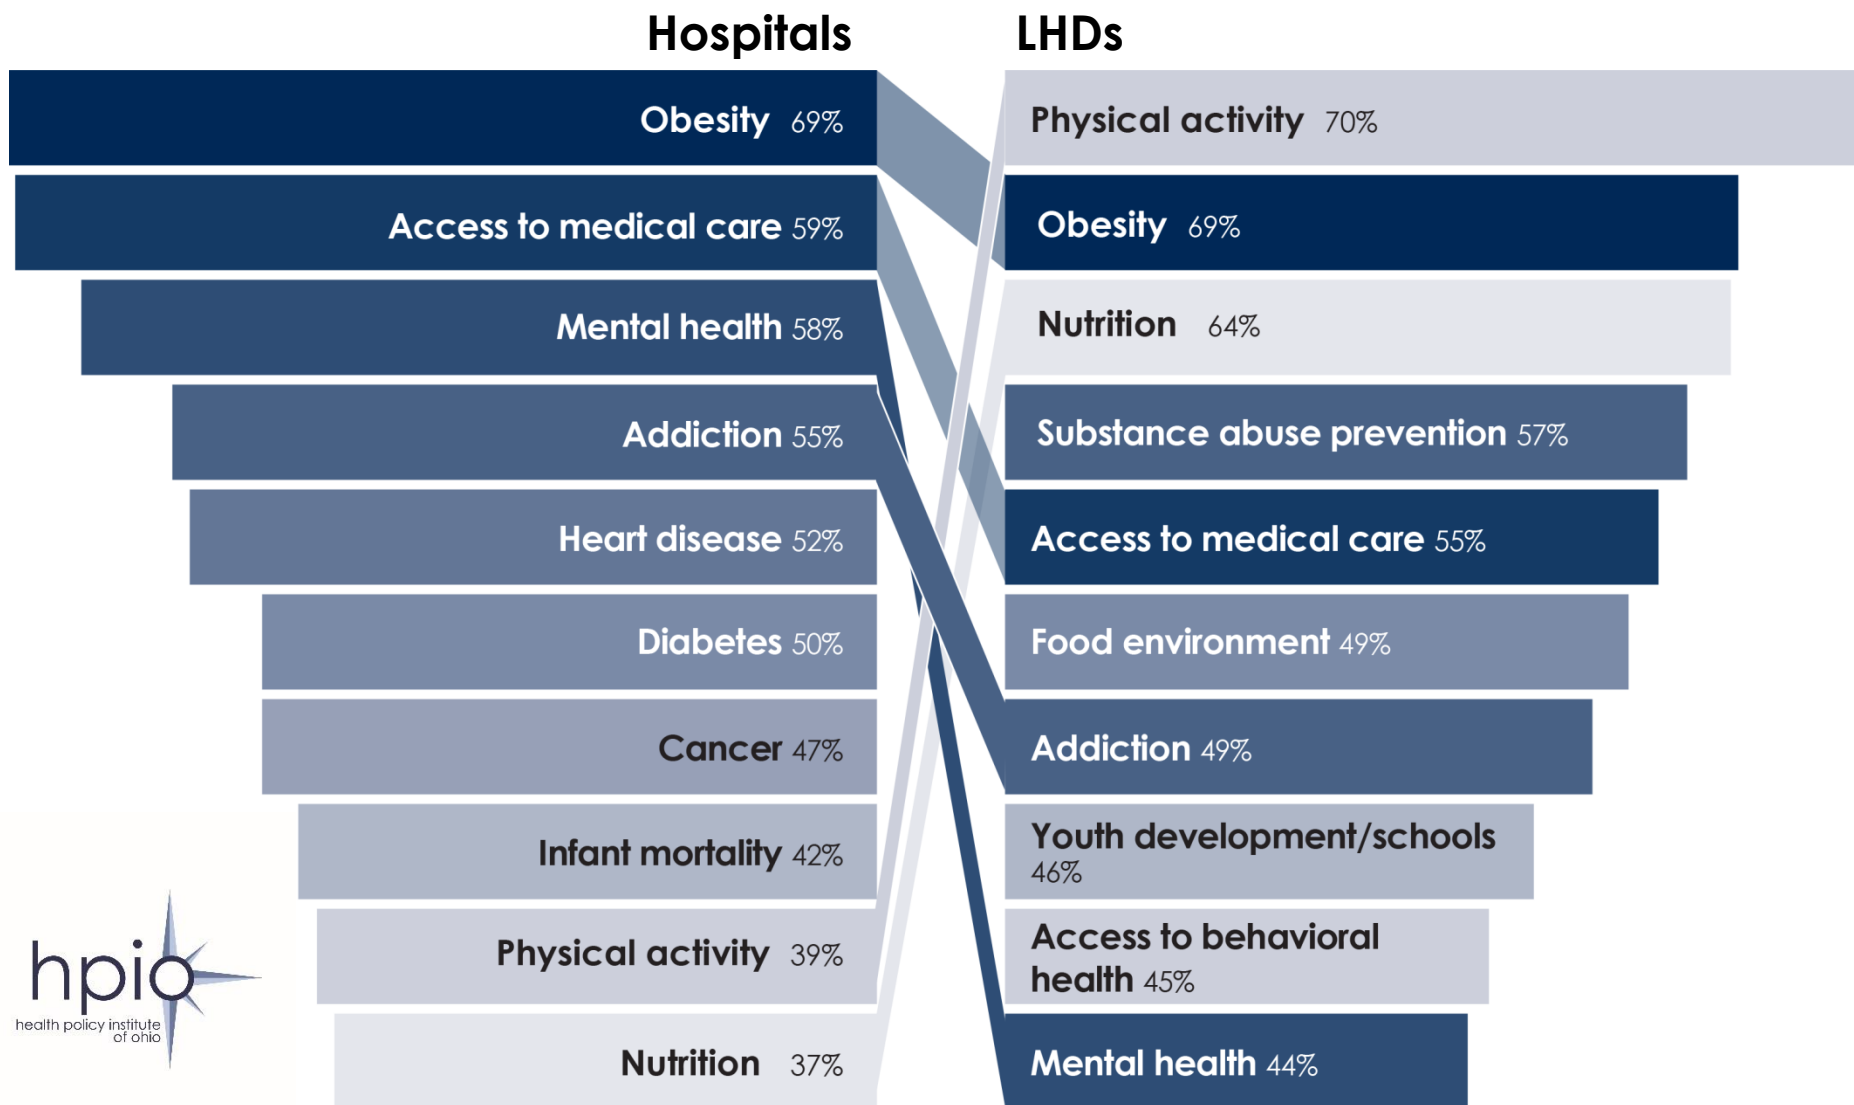 Hospitals
Obesity 69%
Access to medical care 59%
Mental health 58%
Addiction 55%
Heart disease 52%
Diabetes 50%
Cancer 47%
Infant mortality 42%
Physical activity 39%
Nutrition 37%
LHDs
Physical activity 70%
Obesity 69%
Nutrition 64%
Substance abuse prevention 57%
Access to medical care 55%
Food environment 49%
Addiction 49%
Youth development/schools
46%
Access to behavioral
health 45%
Mental health 44%
hpio
health policy institute
of ohio